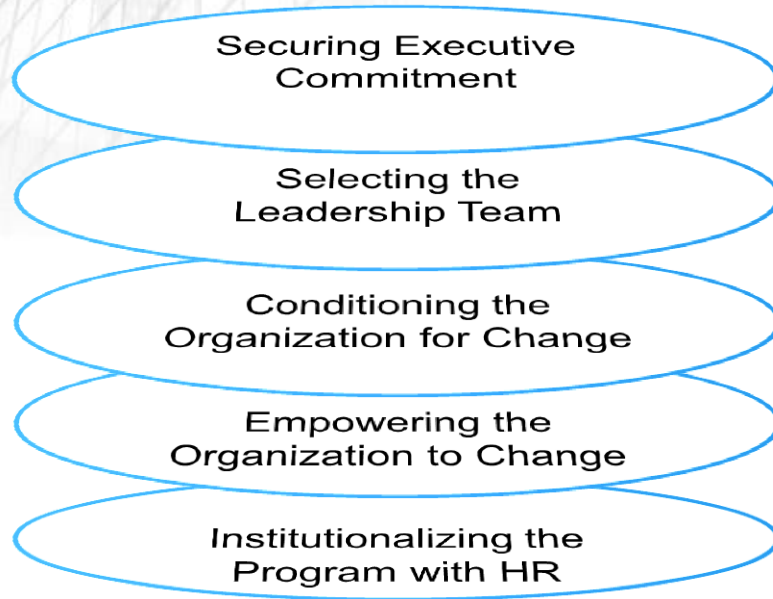 Securing Executive
Commitment
Selecting the
Leadership Team
Conditioning the
Organization for Change
Empowering the
Organization to Change
Institutionalizing the
Program with HR